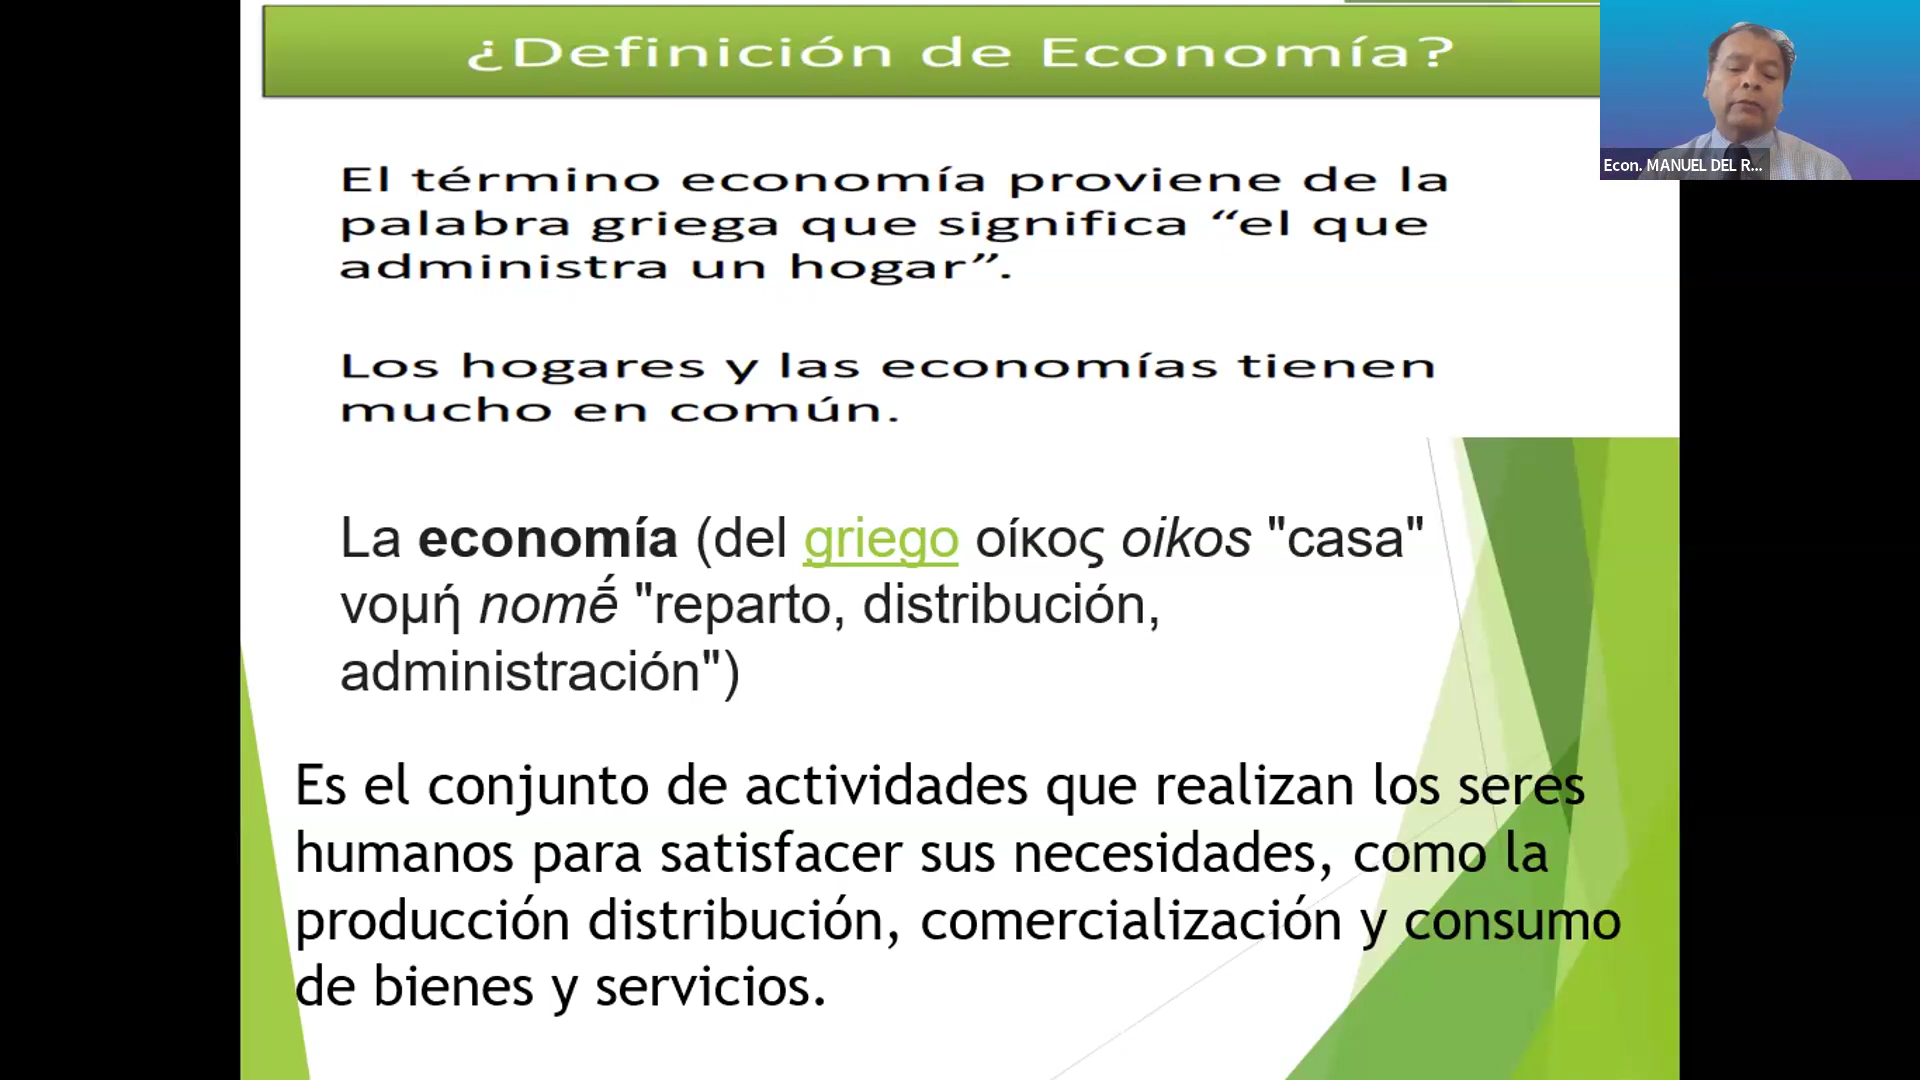 ¿Definición de Economía?
Econ. MANUEL DEL R...
El término economía proviene de la
palabra griega que significa “el que
administra un hogar”.
Los hogares y las economías tienen
mucho en común.
La economía (del griego οίκος oikos "casa"
νομή nomḗ "reparto, distribución,
administración")
Es el conjunto de actividades que realizan los seres
humanos para satisfacer sus necesidades, como la
producción distribución, comercialización y consumo
de bienes y servicios.